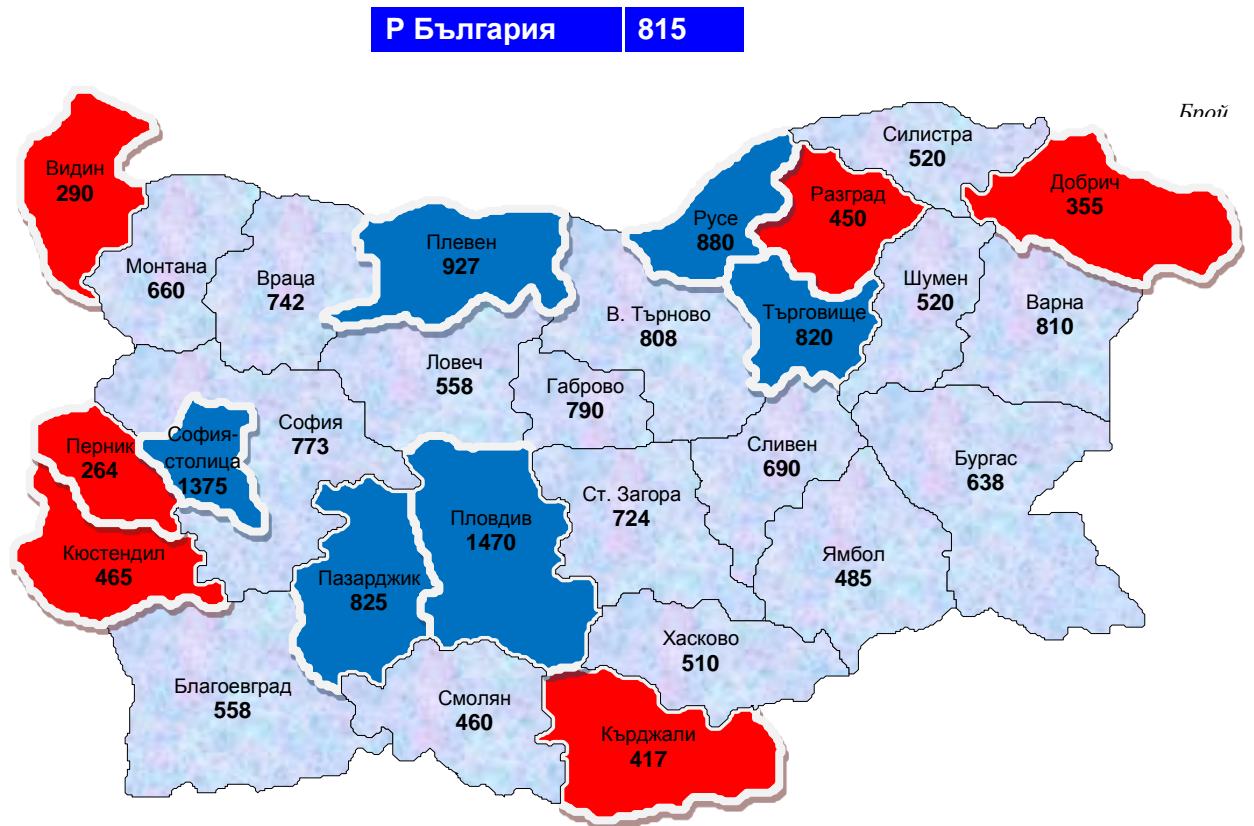 Р България 815
Брой
Силистра
520
Видин
290
Добрич
355
Разград
450
Русе
880
Плевен
927
Монтана
660
Враца
742
Шумен
520
Варна
810
В. Търново
808
Търговище
820
Ловеч
558
Габрово
790
София
773
София-
столица
1375
Перник
264
Сливен
690
Бургас
638
Ст. Загора
724
Пловдив
1470
Кюстендил
465
Пазарджик
825
Ямбол
485
Хасково
510
Благоевград
558
Смолян
460
Кърджали
417